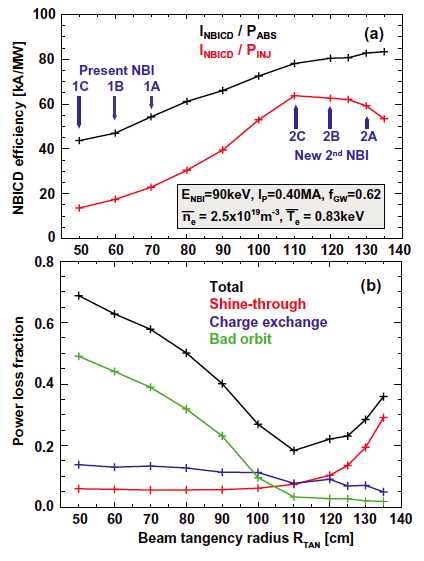 (a)
I_NBICD / P_ABS
I_NBICD / P_INJ
Present NBI
1C 1B 1A
2C 2B 2A
New 2nd NBI
E_NBI=90keV, I_P=0.40MA, f_GW=0.62
n̅_e = 2.5x10^19 m^-3, T̅_e = 0.83keV
NBICD efficiency [kA/MW]
100
80
60
40
20
0
50 60 70 80 90 100 110 120 130 140
(b)
Total
Shine-through
Charge exchange
Bad orbit
Power loss fraction
0.8
0.6
0.4
0.2
0.0
50 60 70 80 90 100 110 120 130 140
Beam tangency radius R_TAN [cm]